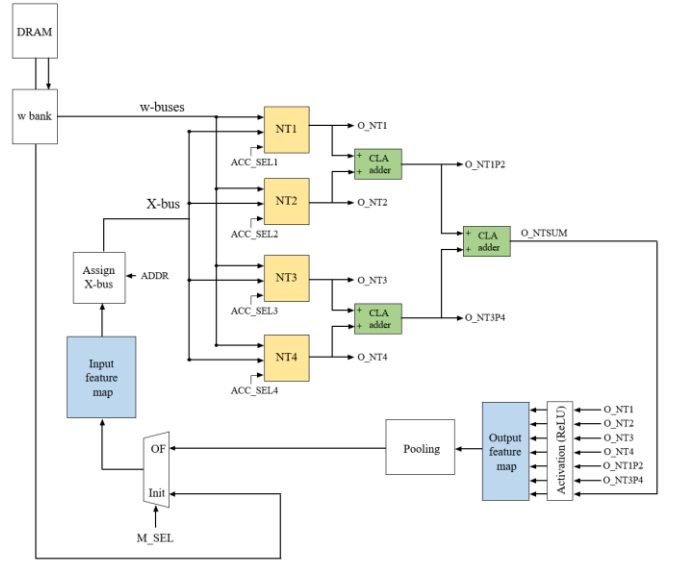 DRAM
w bank
w-buses
NT1
O_NT1
ACC_SEL1
+
+
CLA
adder
O_NT1P2
NT2
O_NT2
ACC_SEL2
X-bus
+
+
CLA
adder
O_NTSUM
Assign
X-bus
ADDR
NT3
O_NT3
ACC_SEL3
+
+
CLA
adder
O_NT3P4
NT4
O_NT4
ACC_SEL4
Input
feature
map
OF
Init
M_SEL
Pooling
Output
feature
map
Activation (ReLU)
O_NT1
O_NT2
O_NT3
O_NT4
O_NT1P2
O_NT3P4